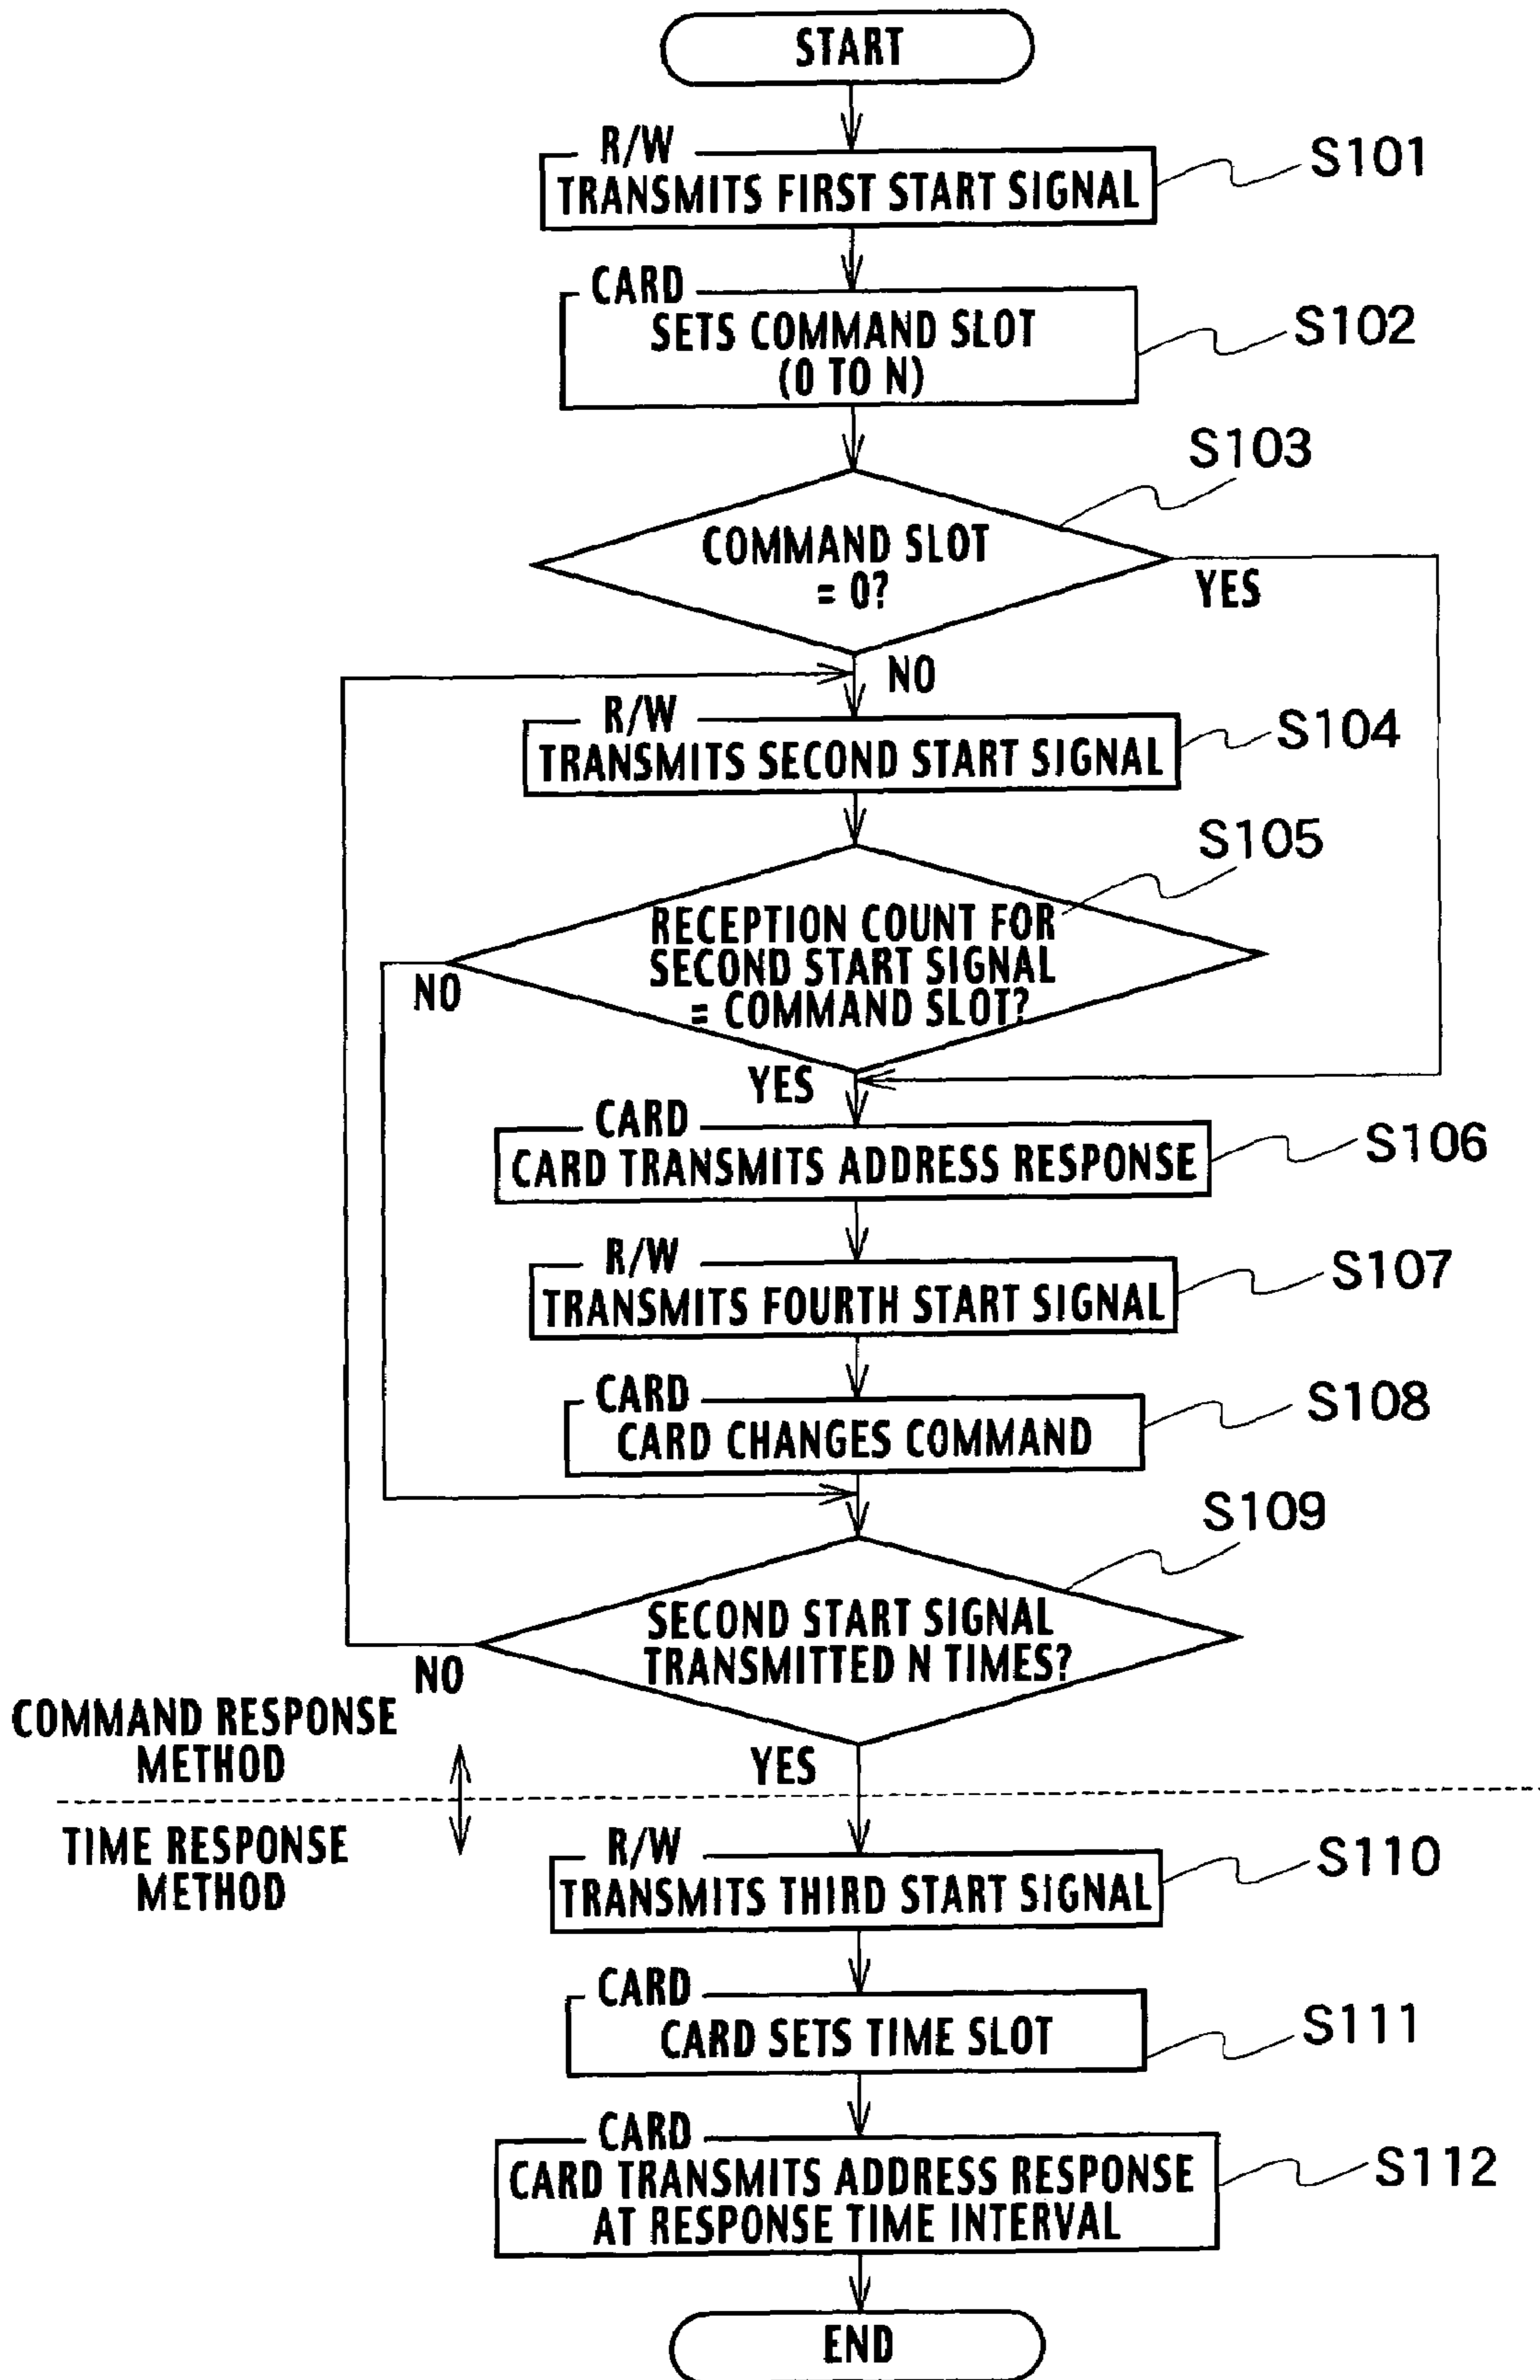 START
R/W
TRANSMITS FIRST START SIGNAL
S101
CARD
SETS COMMAND SLOT
(0 TO N)
S102
S103
COMMAND SLOT
= 0?
YES
NO
R/W
TRANSMITS SECOND START SIGNAL
S104
S105
RECEPTION COUNT FOR
SECOND START SIGNAL
= COMMAND SLOT?
NO
YES
CARD
CARD TRANSMITS ADDRESS RESPONSE
S106
R/W
TRANSMITS FOURTH START SIGNAL
S107
CARD
CARD CHANGES COMMAND
S108
S109
SECOND START SIGNAL
TRANSMITTED N TIMES?
NO
YES
COMMAND RESPONSE
METHOD
TIME RESPONSE
METHOD
R/W
TRANSMITS THIRD START SIGNAL
S110
CARD
CARD SETS TIME SLOT
S111
CARD
CARD TRANSMITS ADDRESS RESPONSE
AT RESPONSE TIME INTERVAL
S112
END